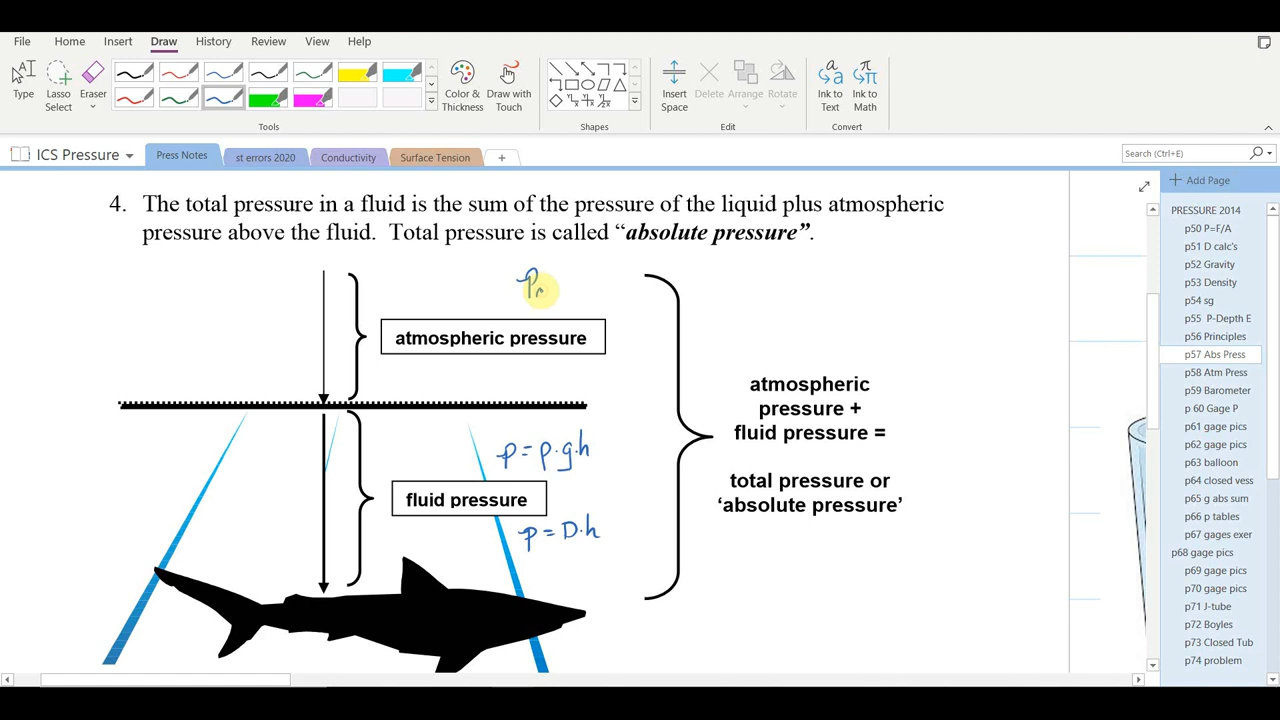 File Home Insert Draw History Review View Help
Type Lasso Select Eraser Color & Thickness Draw with Touch Insert Space Delete Arrange Rotate Ink to Text Ink to Math
Tools Shapes Edit Convert
ICS Pressure Press Notes st errors 2020 Conductivity Surface Tension + Search (Ctrl+E)
4. The total pressure in a fluid is the sum of the pressure of the liquid plus atmospheric
pressure above the fluid. Total pressure is called “absolute pressure”.
atmospheric pressure
p = ρ·g·h
fluid pressure
p = D·h
atmospheric
pressure +
fluid pressure =
total pressure or
‘absolute pressure’
Add Page
PRESSURE 2014
p50 P=F/A
p51 D calc's
p52 Gravity
p53 Density
p54 sg
p55 P-Depth E
p56 Principles
p57 Abs Press
p58 Atm Press
p59 Barometer
p 60 Gage P
p61 gage pics
p62 gage pics
p63 balloon
p64 closed vess
p65 g abs sum
p66 p tables
p67 gages exer
p68 gage pics
p69 gage pics
p70 gage pics
p71 J-tube
p72 Boyles
p73 Closed Tub
p74 problem